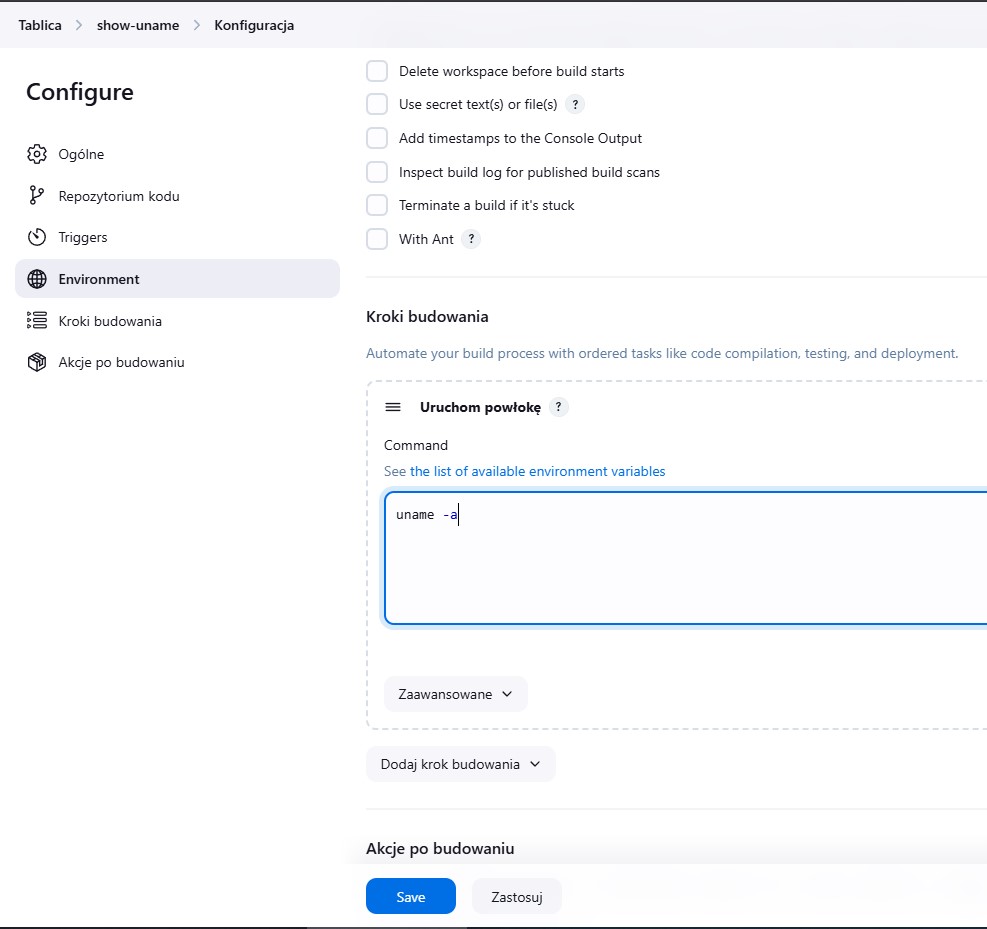 Tablica > show-uname > Konfiguracja
Configure
Ogólne
Repozytorium kodu
Triggers
Environment
Kroki budowania
Akcje po budowaniu
Delete workspace before build starts
Use secret text(s) or file(s) ?
Add timestamps to the Console Output
Inspect build log for published build scans
Terminate a build if it's stuck
With Ant ?
Kroki budowania
Automate your build process with ordered tasks like code compilation, testing, and deployment.
Uruchom powłokę ?
Command
See the list of available environment variables
uname -a
Zaawansowane
Dodaj krok budowania
Akcje po budowaniu
Save Zastosuj